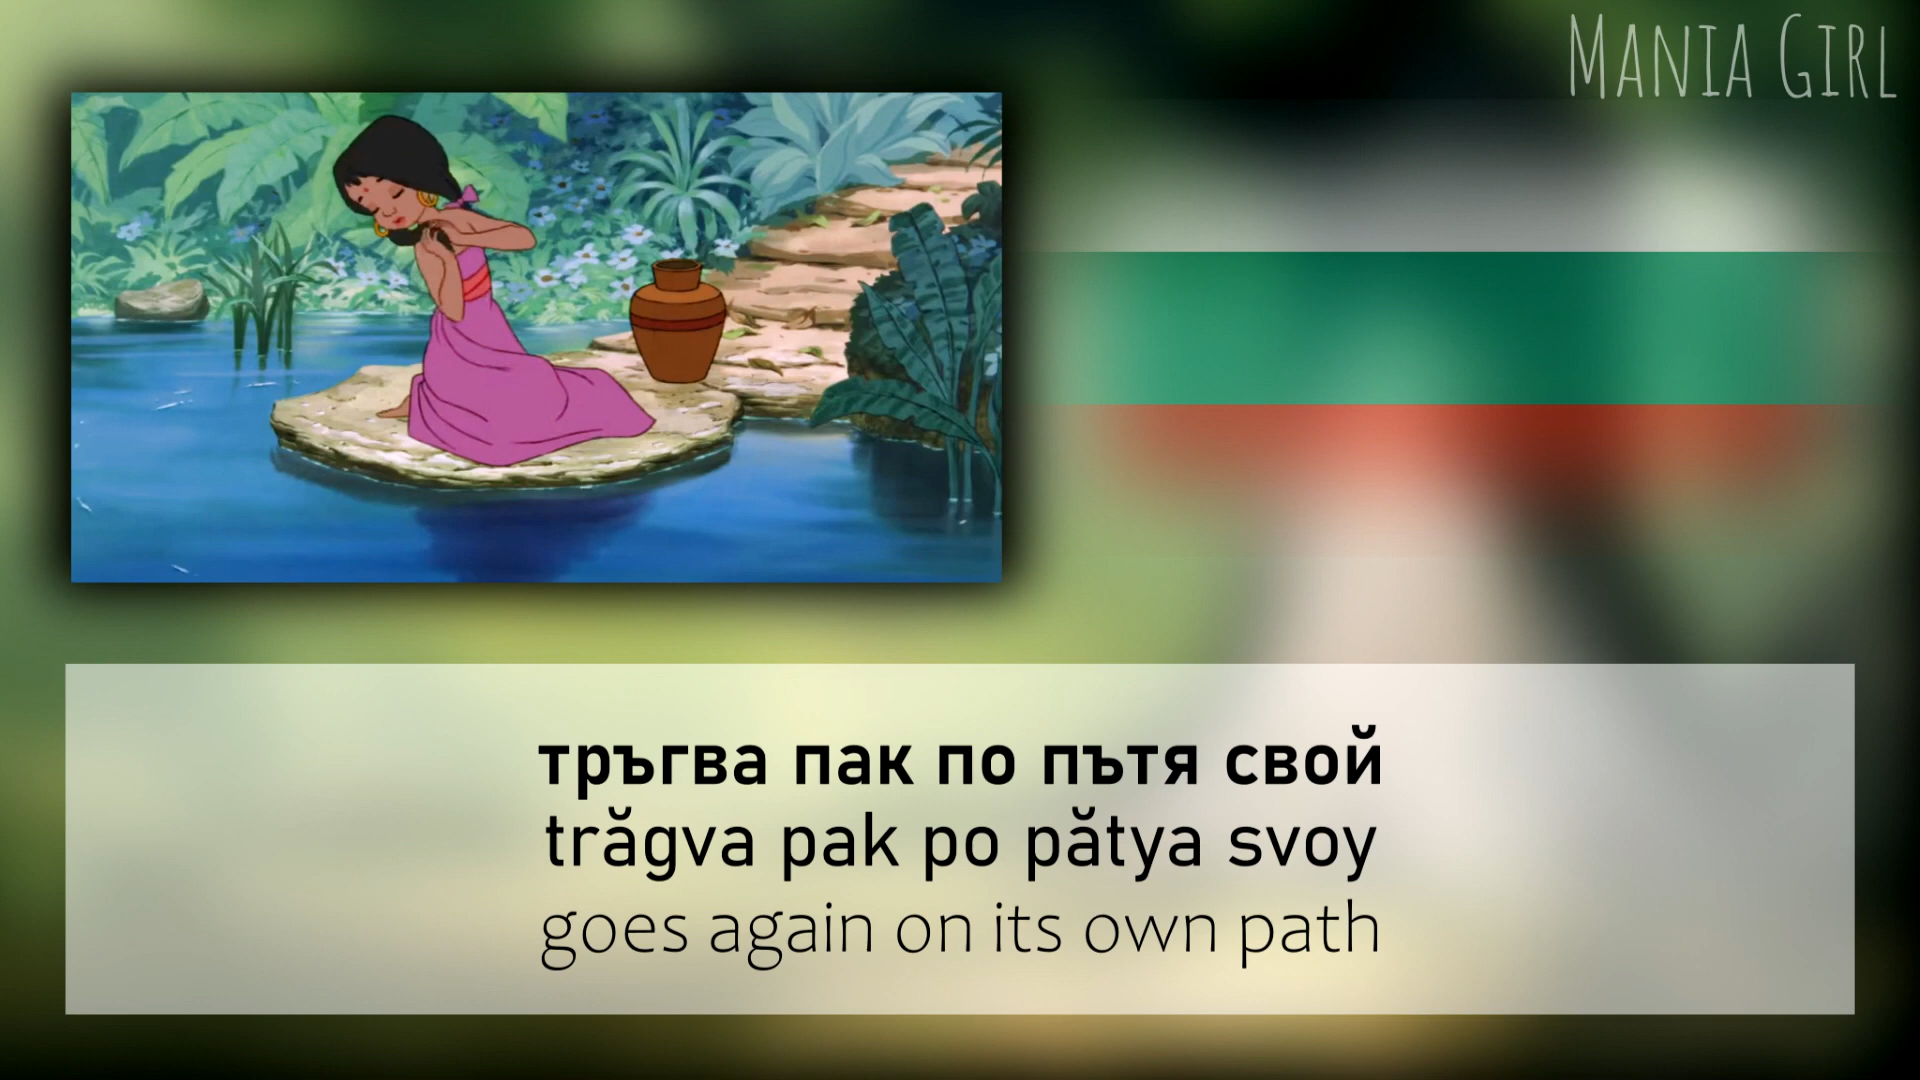 MANIA GIRL
тръгва пак по пътя свой
trăgva pak po pătya svoy
goes again on its own path